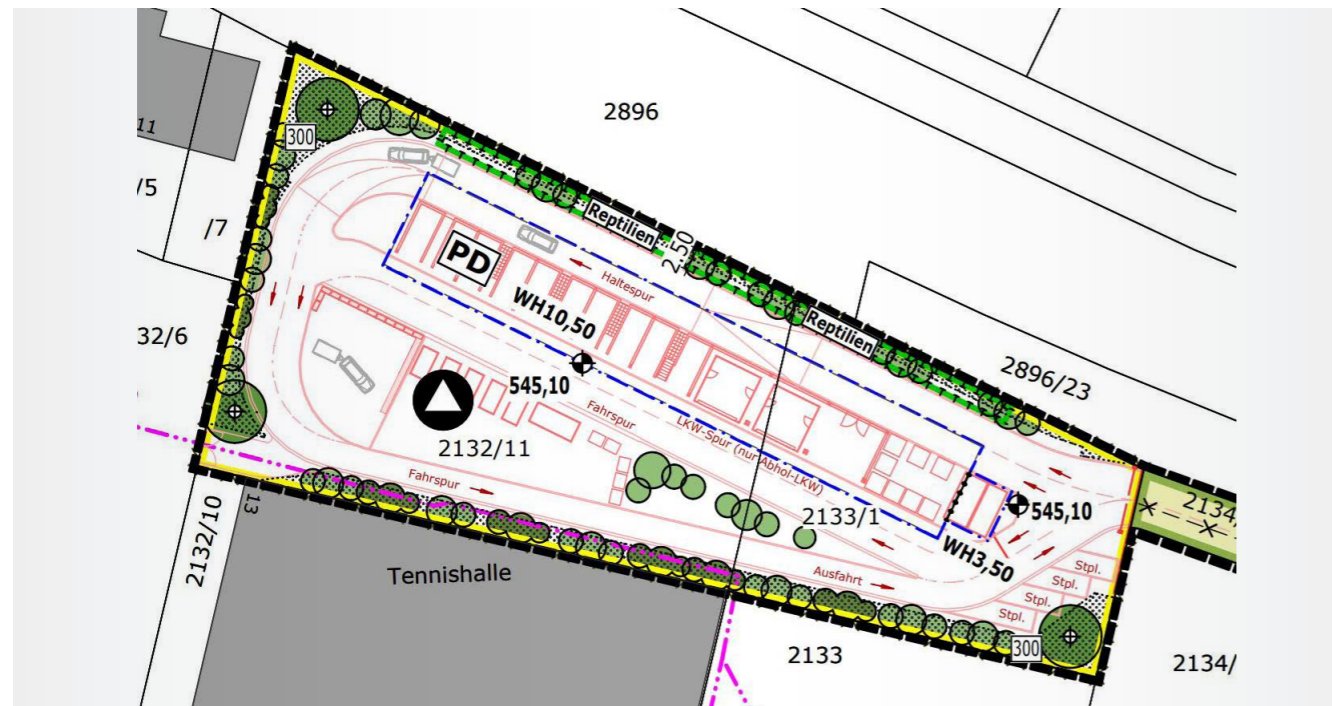 2896
11
300
/5
/7
Reptilien
2,50
PD
Haltespur
WH10,50
Reptilien
32/6
2896/23
545,10
Fahrspur
LKW-Spur (nur Abhol-LKW)
2132/11
Fahrspur
2134/
2133/1
545,10
13
2132/10
WH3,50
Ausfahrt
Stpl.
Stpl.
Stpl.
Stpl.
Tennishalle
300
2133
2134/